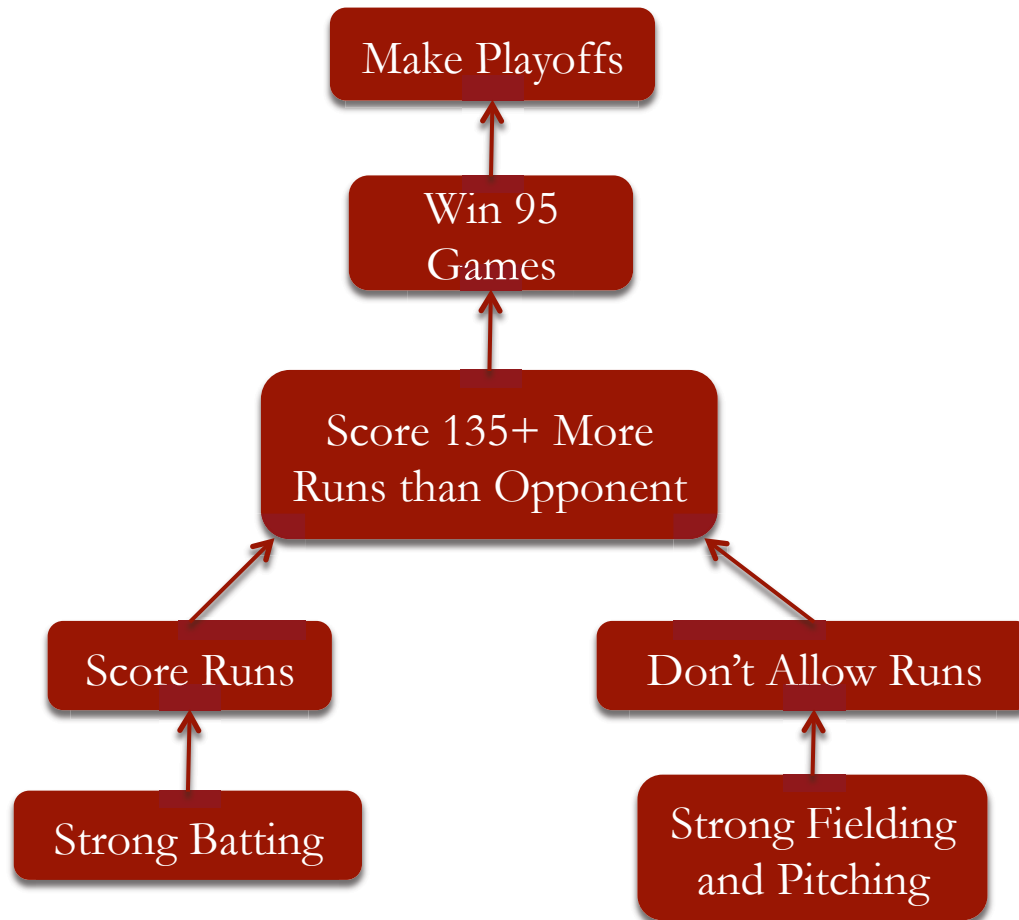 Make Playoffs
Win 95
Games
Score 135+ More
Runs than Opponent
Score Runs
Don’t Allow Runs
Strong Batting
Strong Fielding
and Pitching